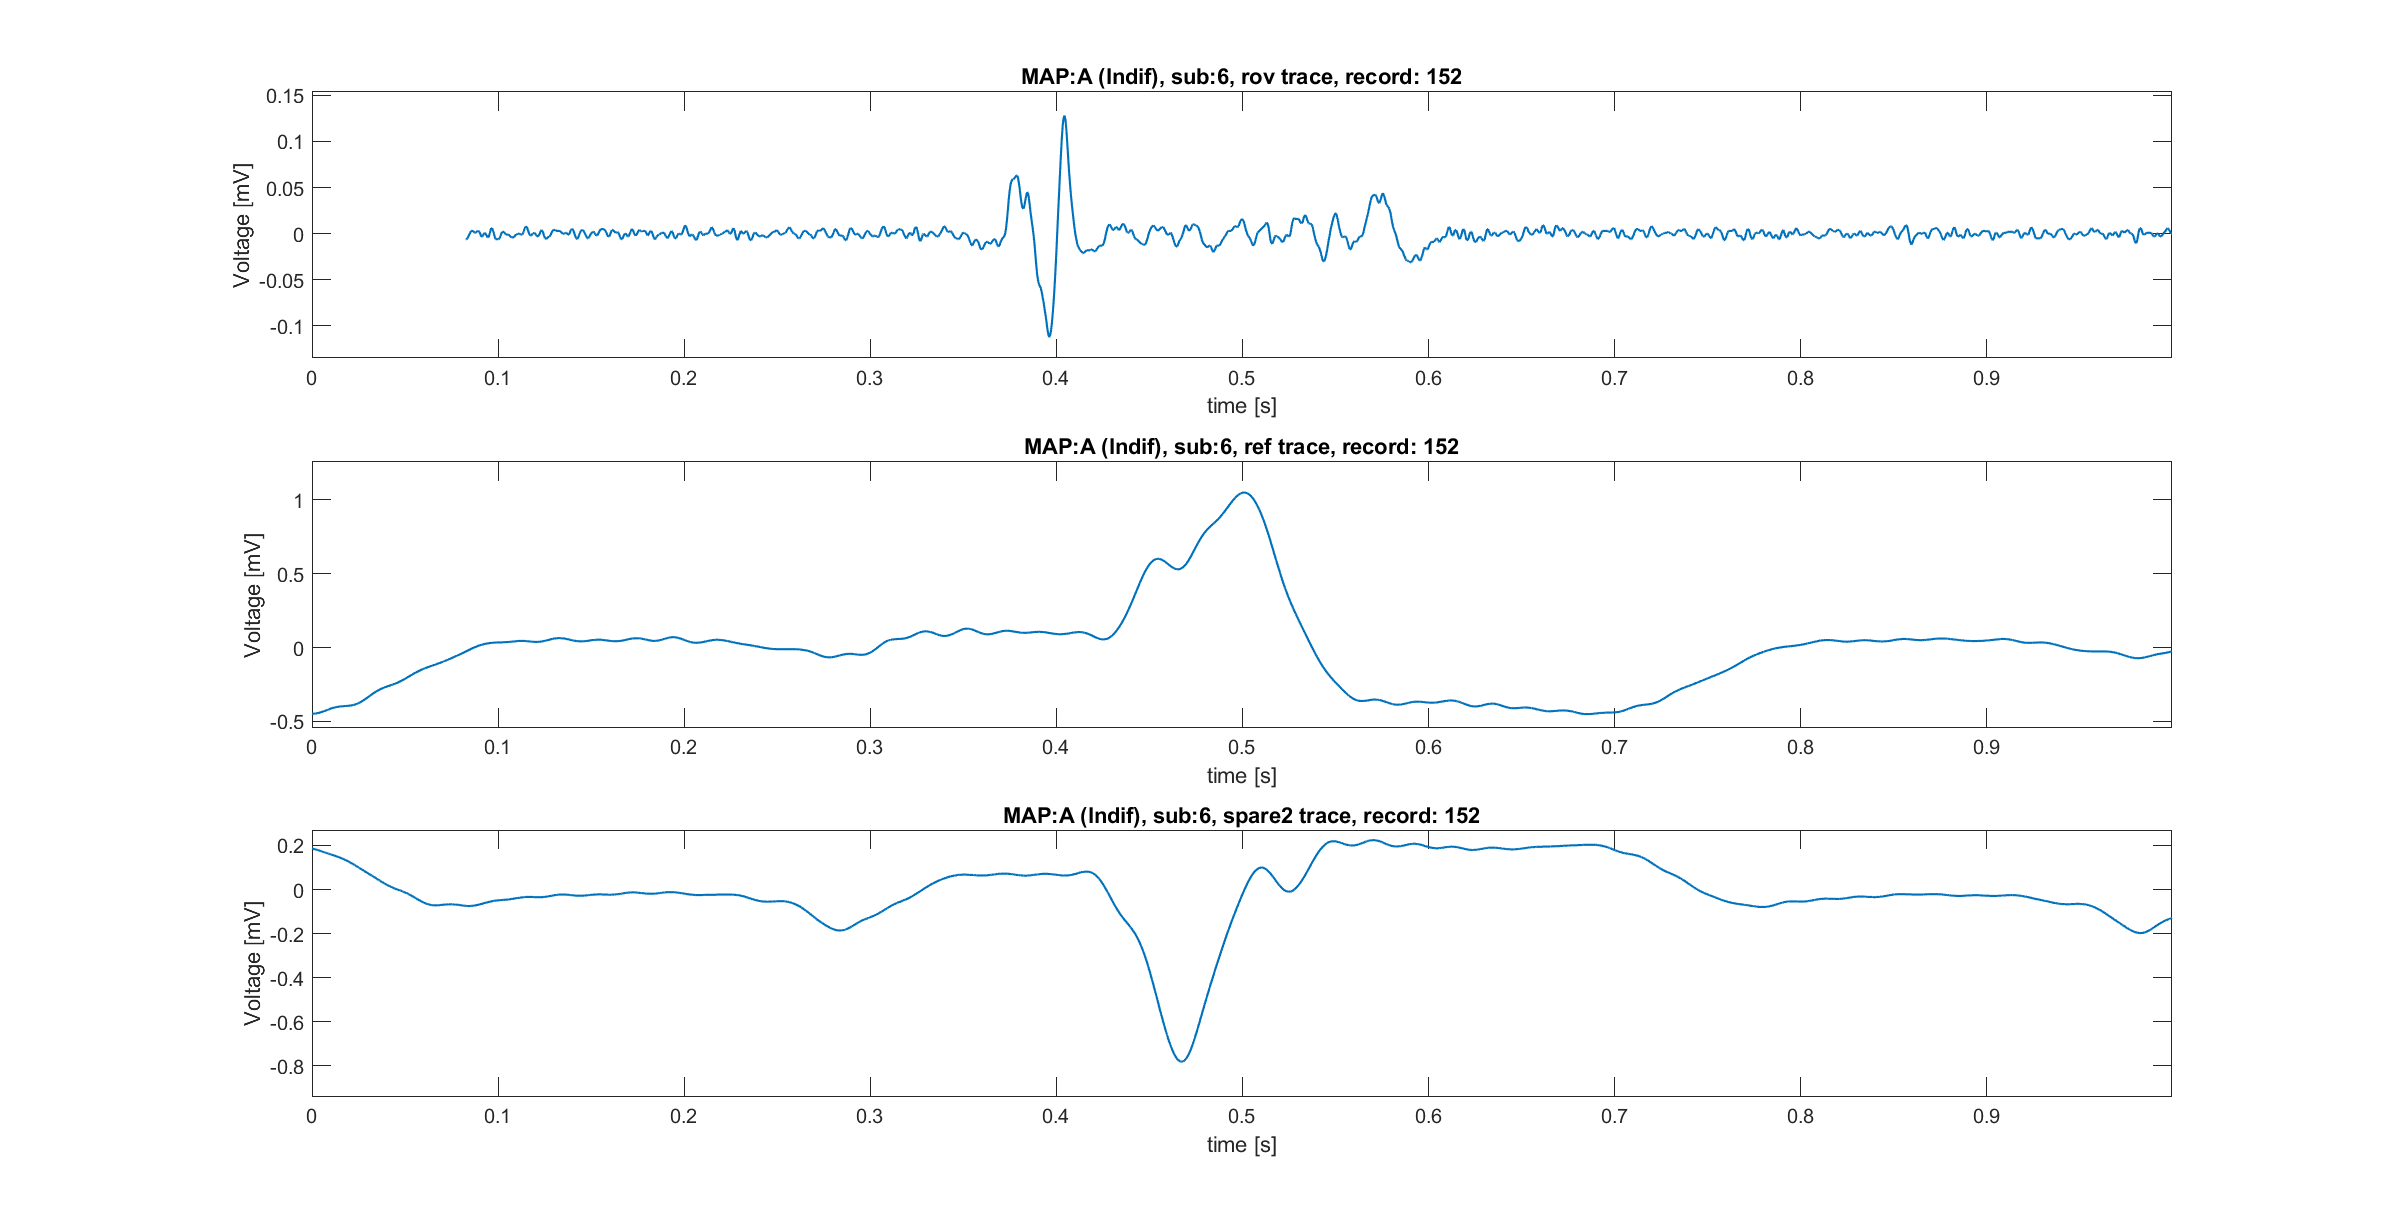 MAP:A (Indif), sub:6, rov trace, record: 152
0.15
0.1
0.05
0
-0.05
-0.1
Voltage [mV]
0 0.1 0.2 0.3 0.4 0.5 0.6 0.7 0.8 0.9
time [s]
MAP:A (Indif), sub:6, ref trace, record: 152
1
0.5
0
-0.5
Voltage [mV]
0 0.1 0.2 0.3 0.4 0.5 0.6 0.7 0.8 0.9
time [s]
MAP:A (Indif), sub:6, spare2 trace, record: 152
0.2
0
-0.2
-0.4
-0.6
-0.8
Voltage [mV]
0 0.1 0.2 0.3 0.4 0.5 0.6 0.7 0.8 0.9
time [s]